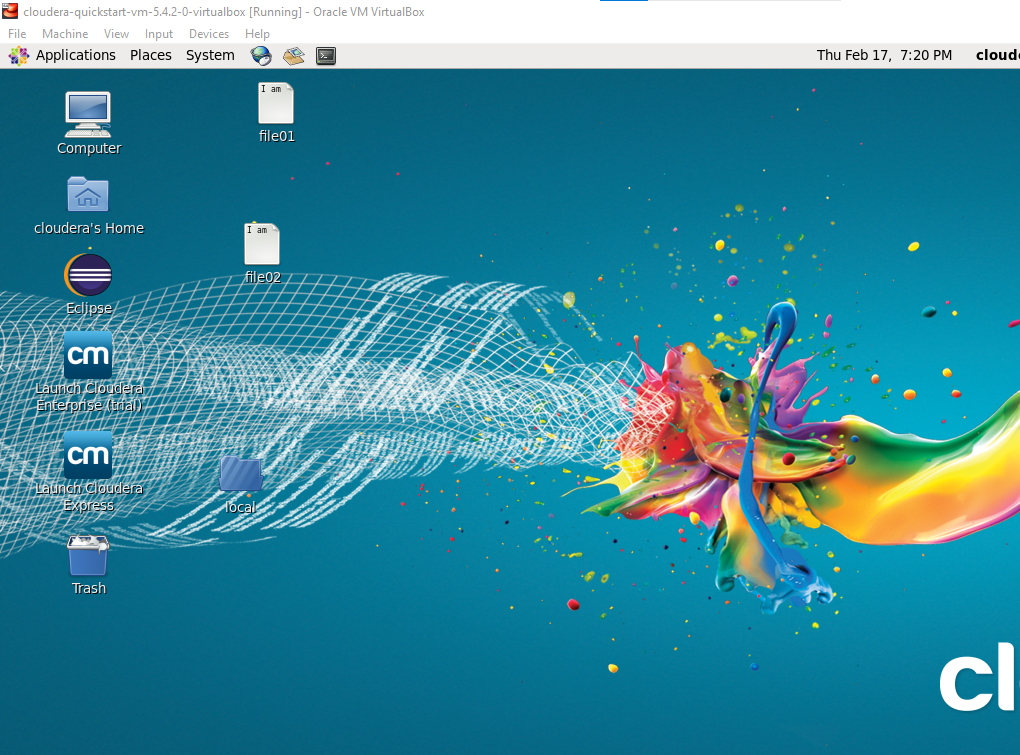 cloudera-quickstart-vm-5.4.2-0-virtualbox [Running] - Oracle VM VirtualBox
File Machine View Input Devices Help
Applications Places System Thu Feb 17, 7:20 PM cloude
I am
file01
Computer
cloudera's Home
I am
file02
Eclipse
cm
Launch Cloudera
Enterprise (trial)
cm
Launch Cloudera
Express
local
Trash
cl